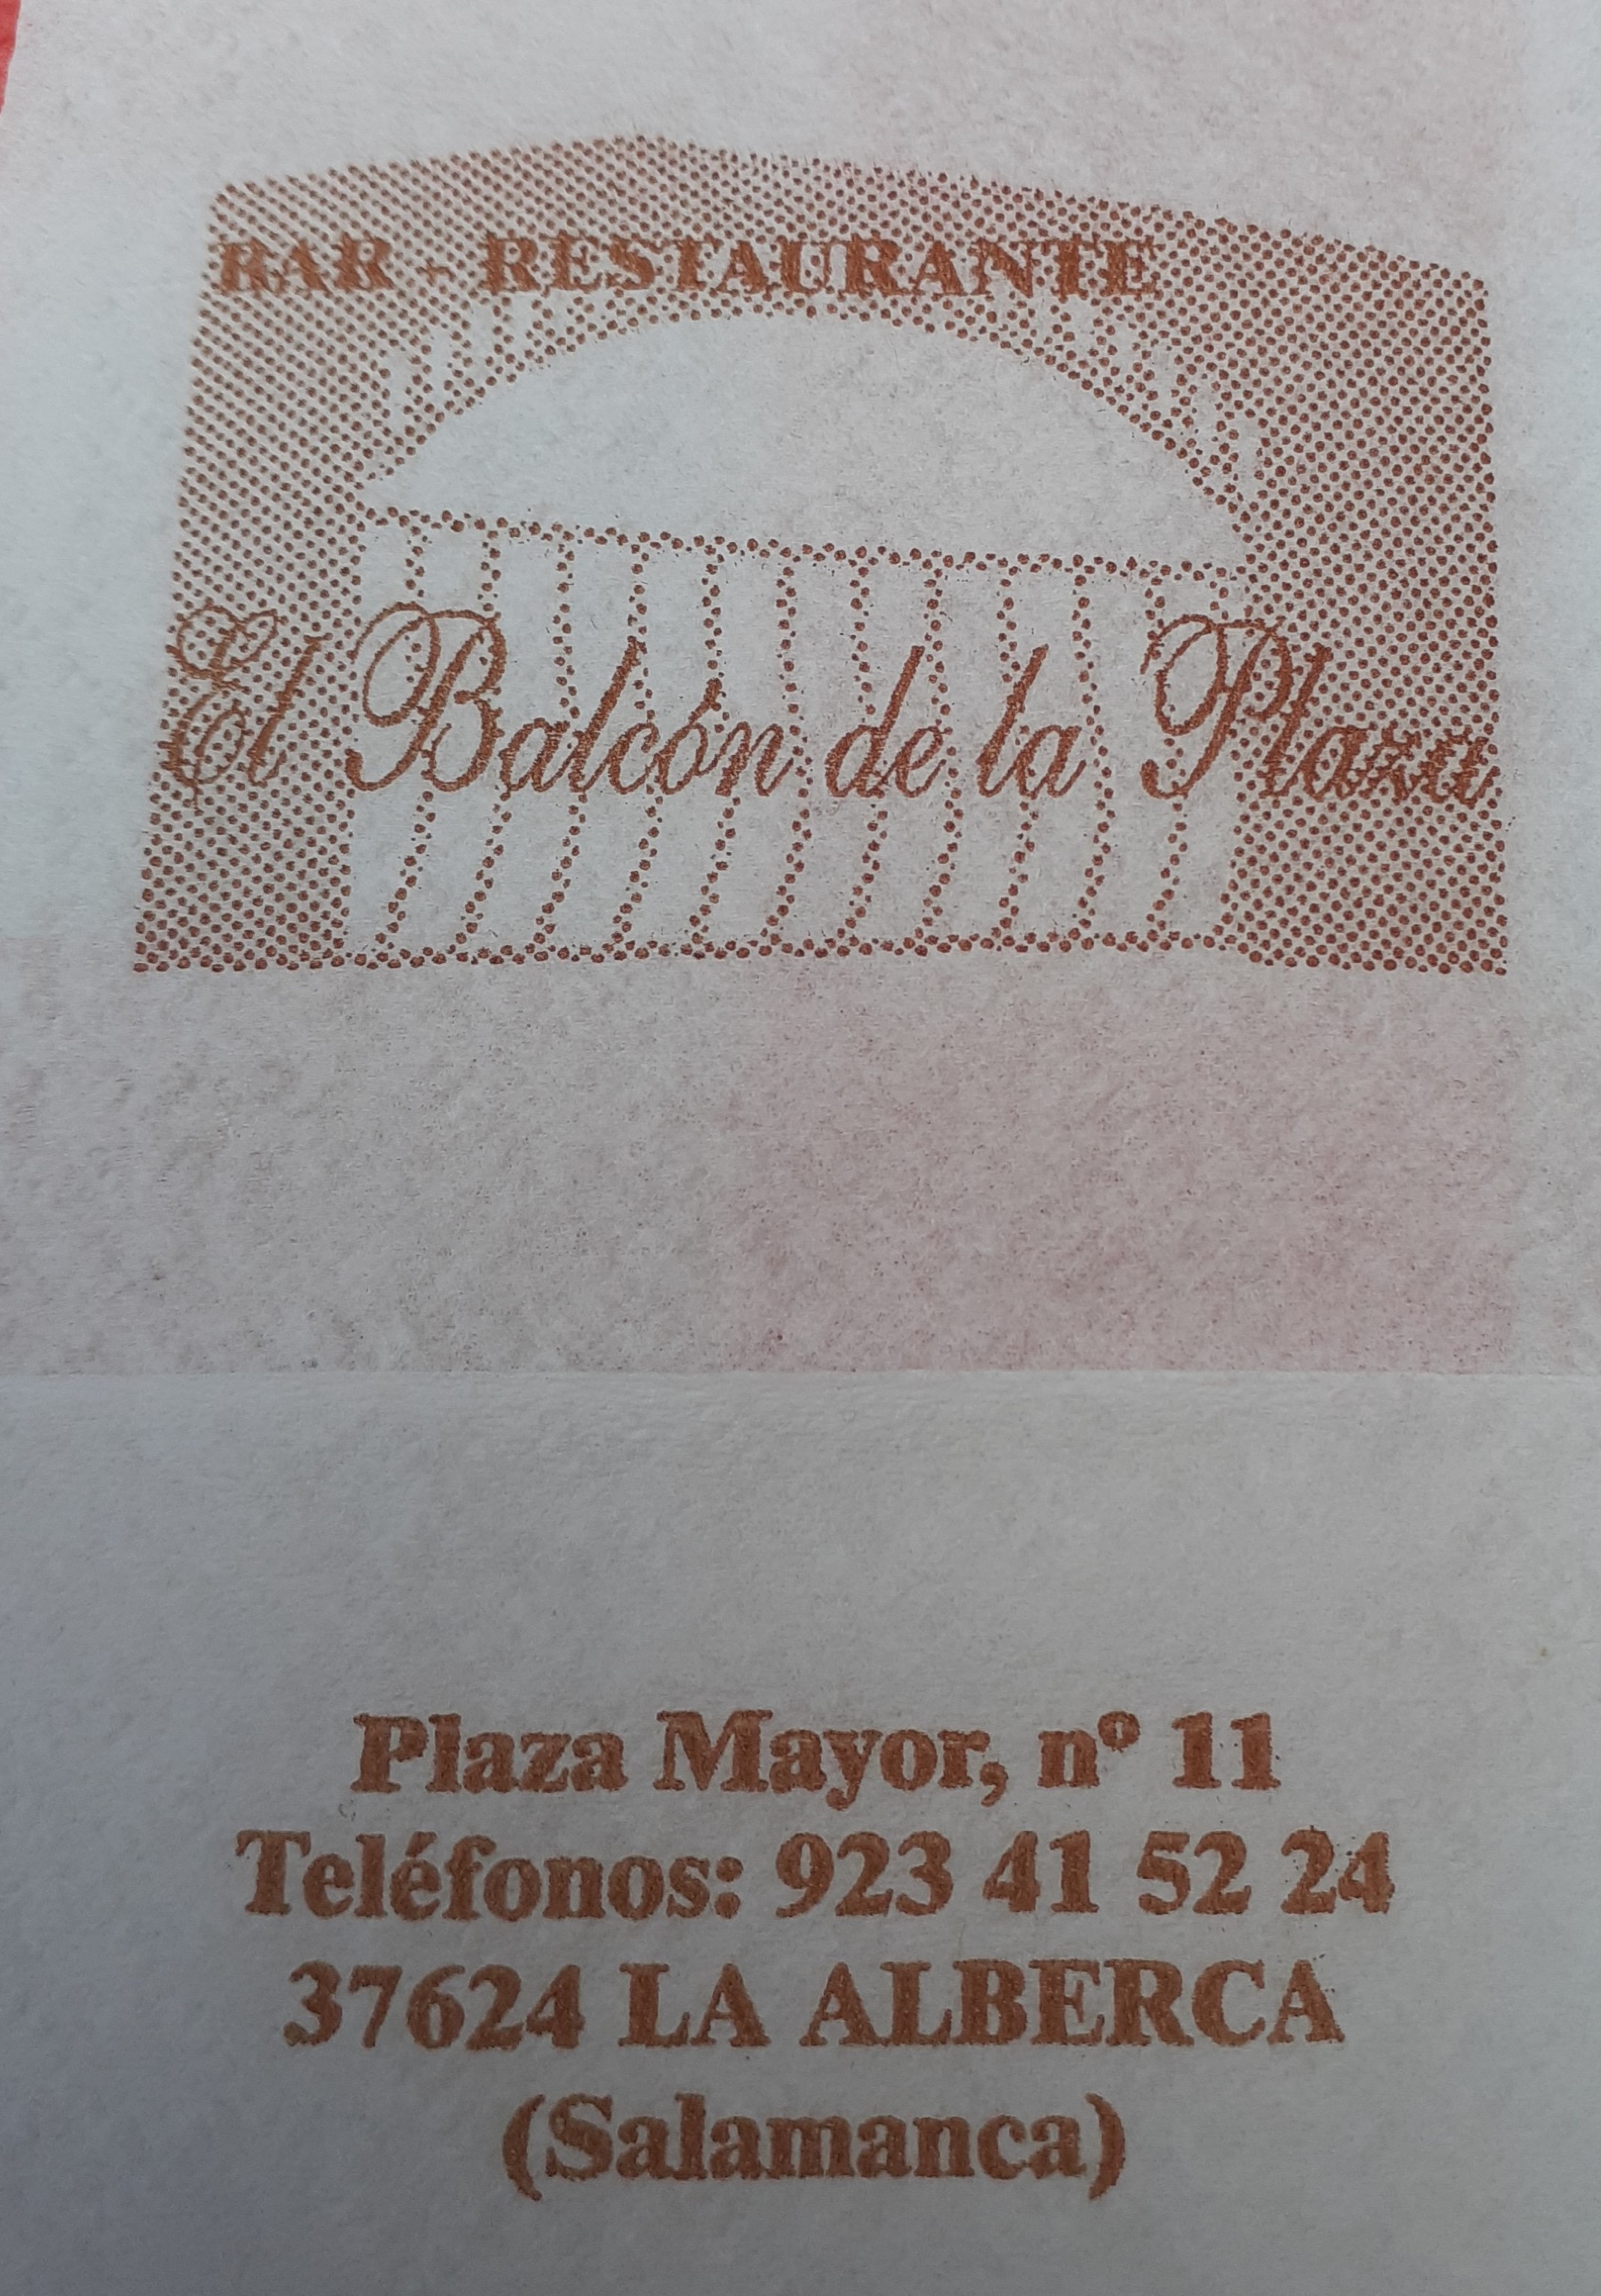 BAR - RESTAURANTE
El Balcón de la Plaza
Plaza Mayor, nº 11
Teléfonos: 923 41 52 24
37624 LA ALBERCA
(Salamanca)